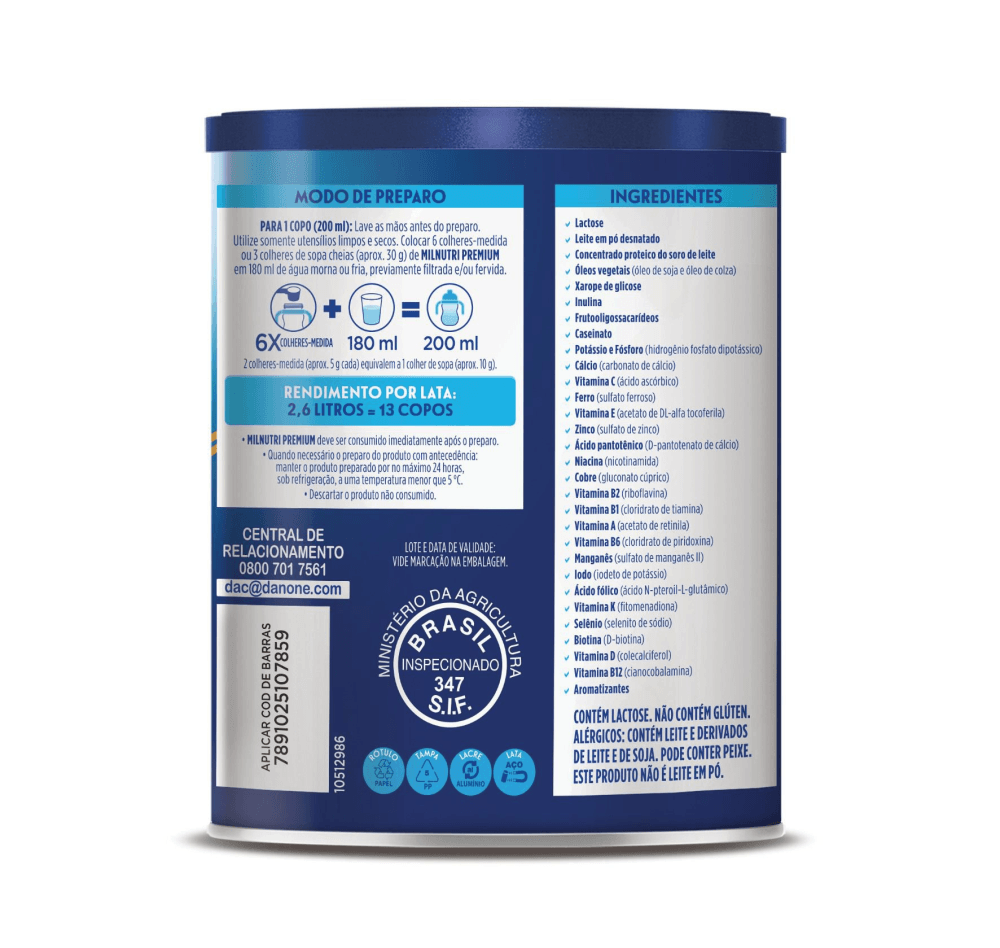 MODO DE PREPARO
PARA 1 COPO (200 ml): Lave as mãos antes do preparo.
Utilize somente utensílios limpos e secos. Colocar 6 colheres-medida
ou 3 colheres de sopa cheias (aprox. 30 g) de MILNUTRI PREMIUM
em 180 ml de água morna ou fria, previamente filtrada e/ou fervida.
+ =
6X COLHERES-MEDIDA 180 ml 200 ml
2 colheres-medida (aprox. 5 g cada) equivalem a 1 colher de sopa (aprox. 10 g).
RENDIMENTO POR LATA:
2,6 LITROS = 13 COPOS
• MILNUTRI PREMIUM deve ser consumido imediatamente após o preparo.
• Quando necessário o preparo do produto com antecedência:
manter o produto preparado por no máximo 24 horas,
sob refrigeração, a uma temperatura menor que 5 °C.
• Descartar o produto não consumido.
CENTRAL DE
RELACIONAMENTO
0800 701 7561
dac@danone.com
APLICAR COD DE BARRAS
7891025107859
10512986
LOTE E DATA DE VALIDADE:
VIDE MARCAÇÃO NA EMBALAGEM.
MINISTÉRIO DA AGRICULTURA
BRASIL
INSPECIONADO
347
S.I.F.
RÓTULO
PAPEL
TAMPA
5
PP
LACRE
al
ALUMÍNIO
LATA
AÇO
INGREDIENTES
Lactose
Leite em pó desnatado
Concentrado proteico do soro de leite
Óleos vegetais (óleo de soja e óleo de colza)
Xarope de glicose
Inulina
Frutooligossacarídeos
Caseinato
Potássio e Fósforo (hidrogênio fosfato dipotássico)
Cálcio (carbonato de cálcio)
Vitamina C (ácido ascórbico)
Ferro (sulfato ferroso)
Vitamina E (acetato de DL-alfa tocoferila)
Zinco (sulfato de zinco)
Ácido pantotênico (D-pantotenato de cálcio)
Niacina (nicotinamida)
Cobre (gluconato cúprico)
Vitamina B2 (riboflavina)
Vitamina B1 (cloridrato de tiamina)
Vitamina A (acetato de retinila)
Vitamina B6 (cloridrato de piridoxina)
Manganês (sulfato de manganês II)
Iodo (iodeto de potássio)
Ácido fólico (ácido N-pteroil-L-glutâmico)
Vitamina K (fitomenadiona)
Selênio (selenito de sódio)
Biotina (D-biotina)
Vitamina D (colecalciferol)
Vitamina B12 (cianocobalamina)
Aromatizantes
CONTÉM LACTOSE. NÃO CONTÉM GLÚTEN.
ALÉRGICOS: CONTÉM LEITE E DERIVADOS
DE LEITE E DE SOJA. PODE CONTER PEIXE.
ESTE PRODUTO NÃO É LEITE EM PÓ.